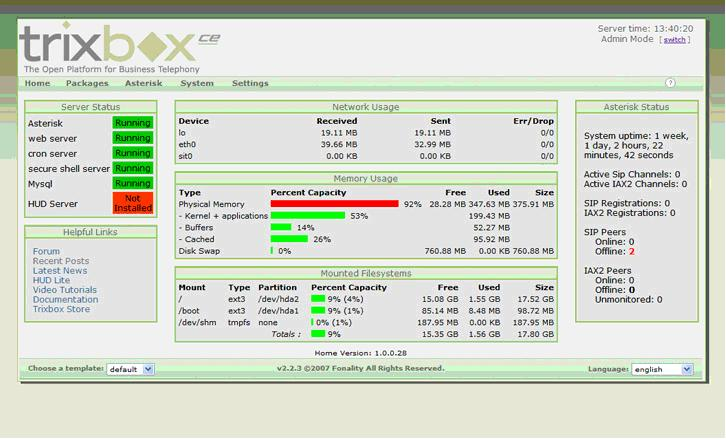 trixbox ce
The Open Platform for Business Telephony
Server time: 13:40:20
Admin Mode [ switch ]
Home Packages Asterisk System Settings ?
Server Status
Asterisk Running
web server Running
cron server Running
secure shell server Running
Mysql Running
HUD Server Not Installed
Helpful Links
Forum
Recent Posts
Latest News
HUD Lite
Video Tutorials
Documentation
Trixbox Store
Network Usage
Device Received Sent Err/Drop
lo 19.11 MB 19.11 MB 0/0
eth0 39.66 MB 32.99 MB 0/0
sit0 0.00 KB 0.00 KB 0/0
Memory Usage
Type Percent Capacity Free Used Size
Physical Memory 92% 28.28 MB 347.63 MB 375.91 MB
- Kernel + applications 53% 199.43 MB
- Buffers 14% 52.27 MB
- Cached 26% 95.92 MB
Disk Swap 0% 760.88 MB 0.00 KB 760.88 MB
Mounted Filesystems
Mount Type Partition Percent Capacity Free Used Size
/ ext3 /dev/hda2 9% (4%) 15.08 GB 1.55 GB 17.52 GB
/boot ext3 /dev/hda1 9% (1%) 85.14 MB 8.48 MB 98.72 MB
/dev/shm tmpfs none 0% (1%) 187.95 MB 0.00 KB 187.95 MB
Totals : 9% 15.35 GB 1.56 GB 17.80 GB
Asterisk Status
System uptime: 1 week,
1 day, 2 hours, 22
minutes, 42 seconds
Active Sip Channels: 0
Active IAX2 Channels: 0
SIP Registrations: 0
IAX2 Registrations: 0
SIP Peers
Online: 0
Offline: 2
IAX2 Peers
Online: 0
Offline: 0
Unmonitored: 0
Home Version: 1.0.0.28
Choose a template: default v2.2.3 ©2007 Fonality All Rights Reserved. Language: english